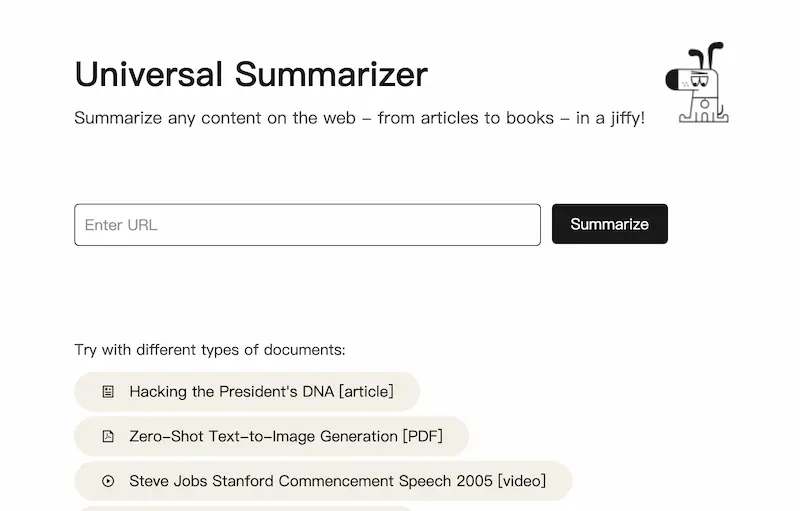 Universal Summarizer
Summarize any content on the web – from articles to books – in a jiffy!
Enter URL
Summarize
Try with different types of documents:
Hacking the President's DNA [article]
Zero–Shot Text–to–Image Generation [PDF]
Steve Jobs Stanford Commencement Speech 2005 [video]